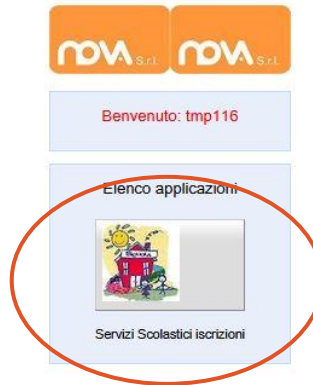 NOVA S.r.l. NOVA S.r.l.
Benvenuto: tmp116
Elenco applicazioni
Servizi Scolastici iscrizioni